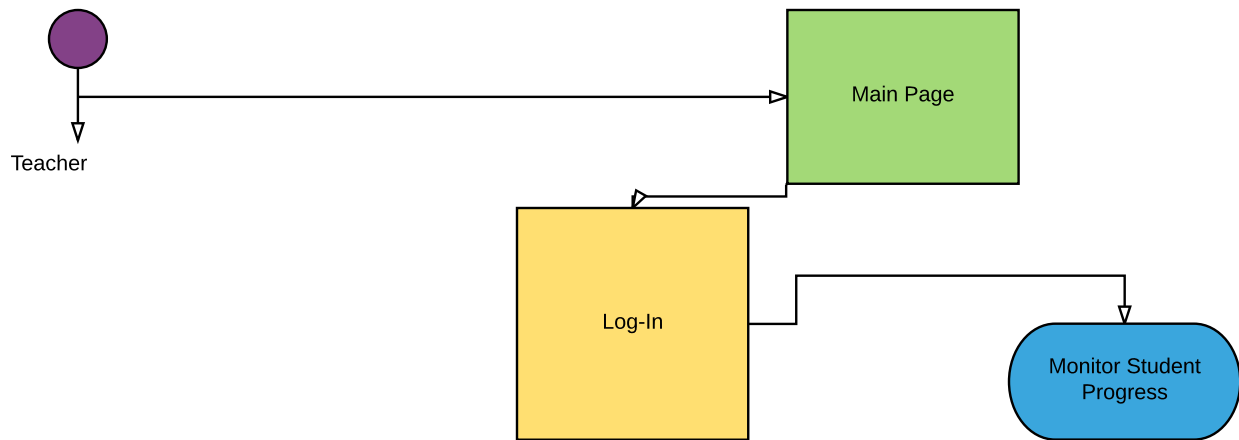 Main Page
Teacher
Log-In
Monitor Student
Progress